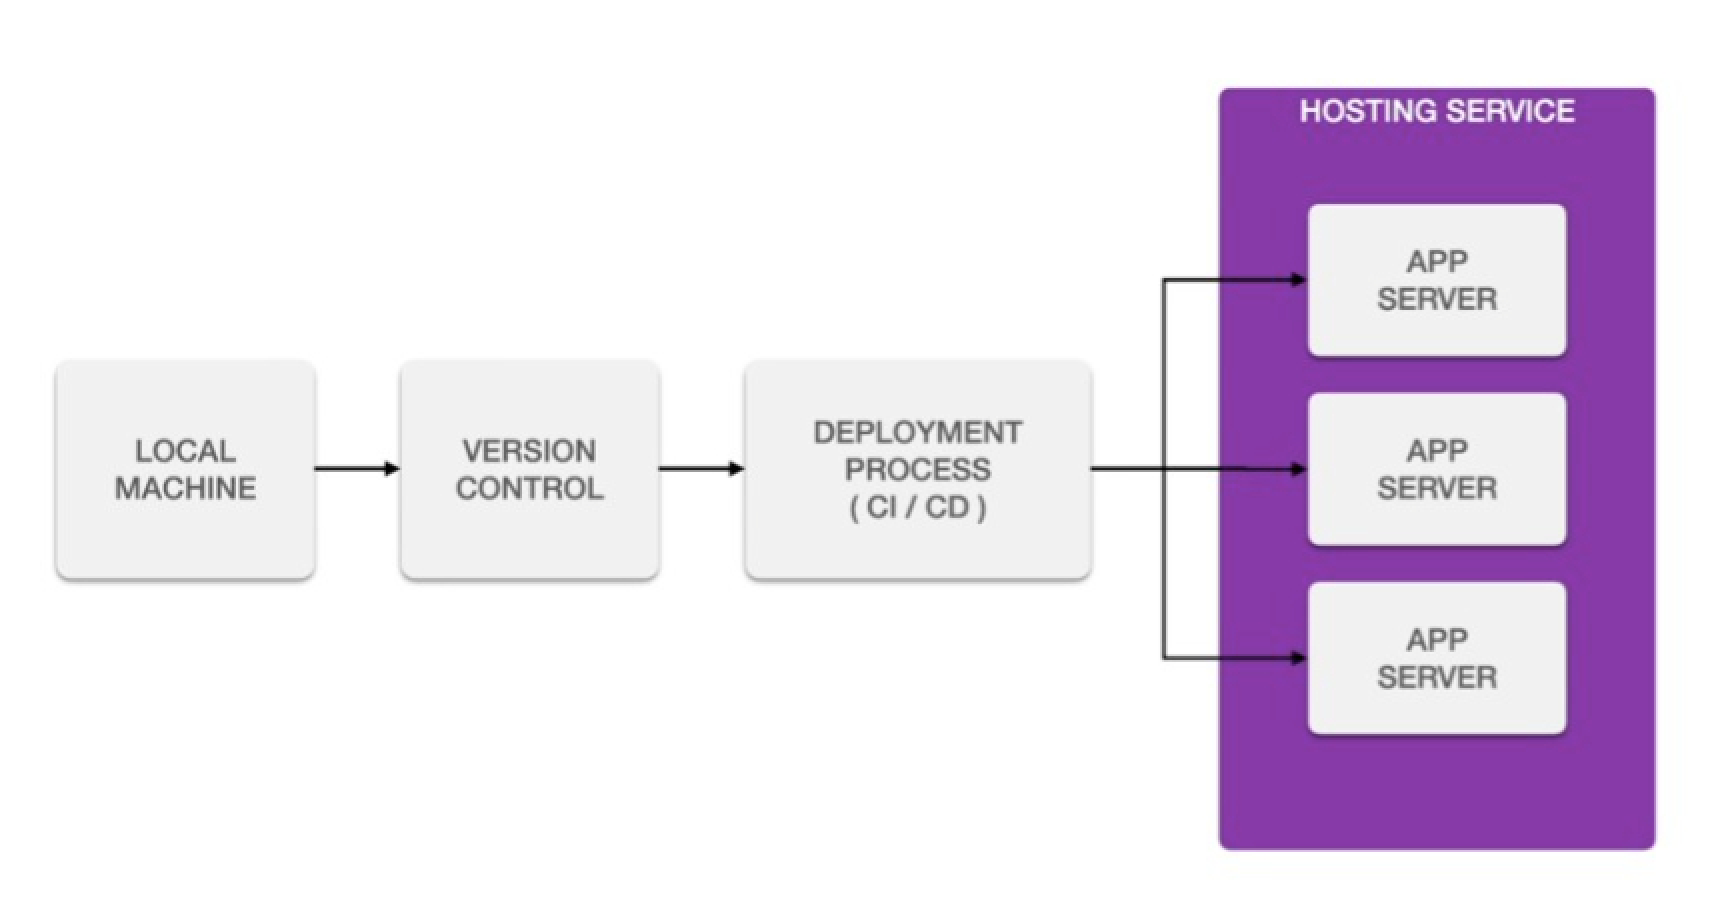 HOSTING SERVICE
APP
SERVER
LOCAL
MACHINE
VERSION
CONTROL
DEPLOYMENT
PROCESS
( CI / CD )
APP
SERVER
APP
SERVER